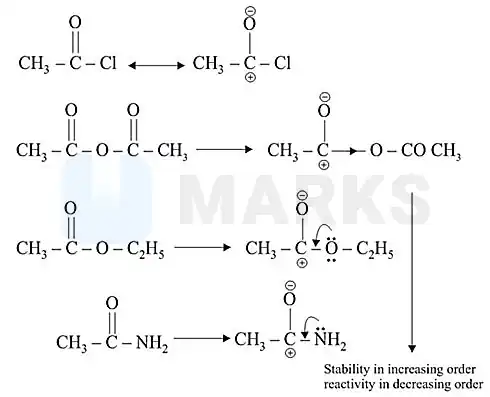 O ⊖O
CH₃ – C – Cl ⟷ CH₃ – C – Cl
⊕
O O ⊖O
CH₃ – C – O – C – CH₃ ⟶ CH₃ – C ⟶ O – CO CH₃
⊕
MARKS
O ⊖O
CH₃ – C – O – C₂H₅ ⟶ CH₃ – C – Ö – C₂H₅
⊕
O ⊖O
CH₃ – C – NH₂ ⟶ CH₃ – C – N̈H₂
⊕
Stability in increasing order
reactivity in decreasing order